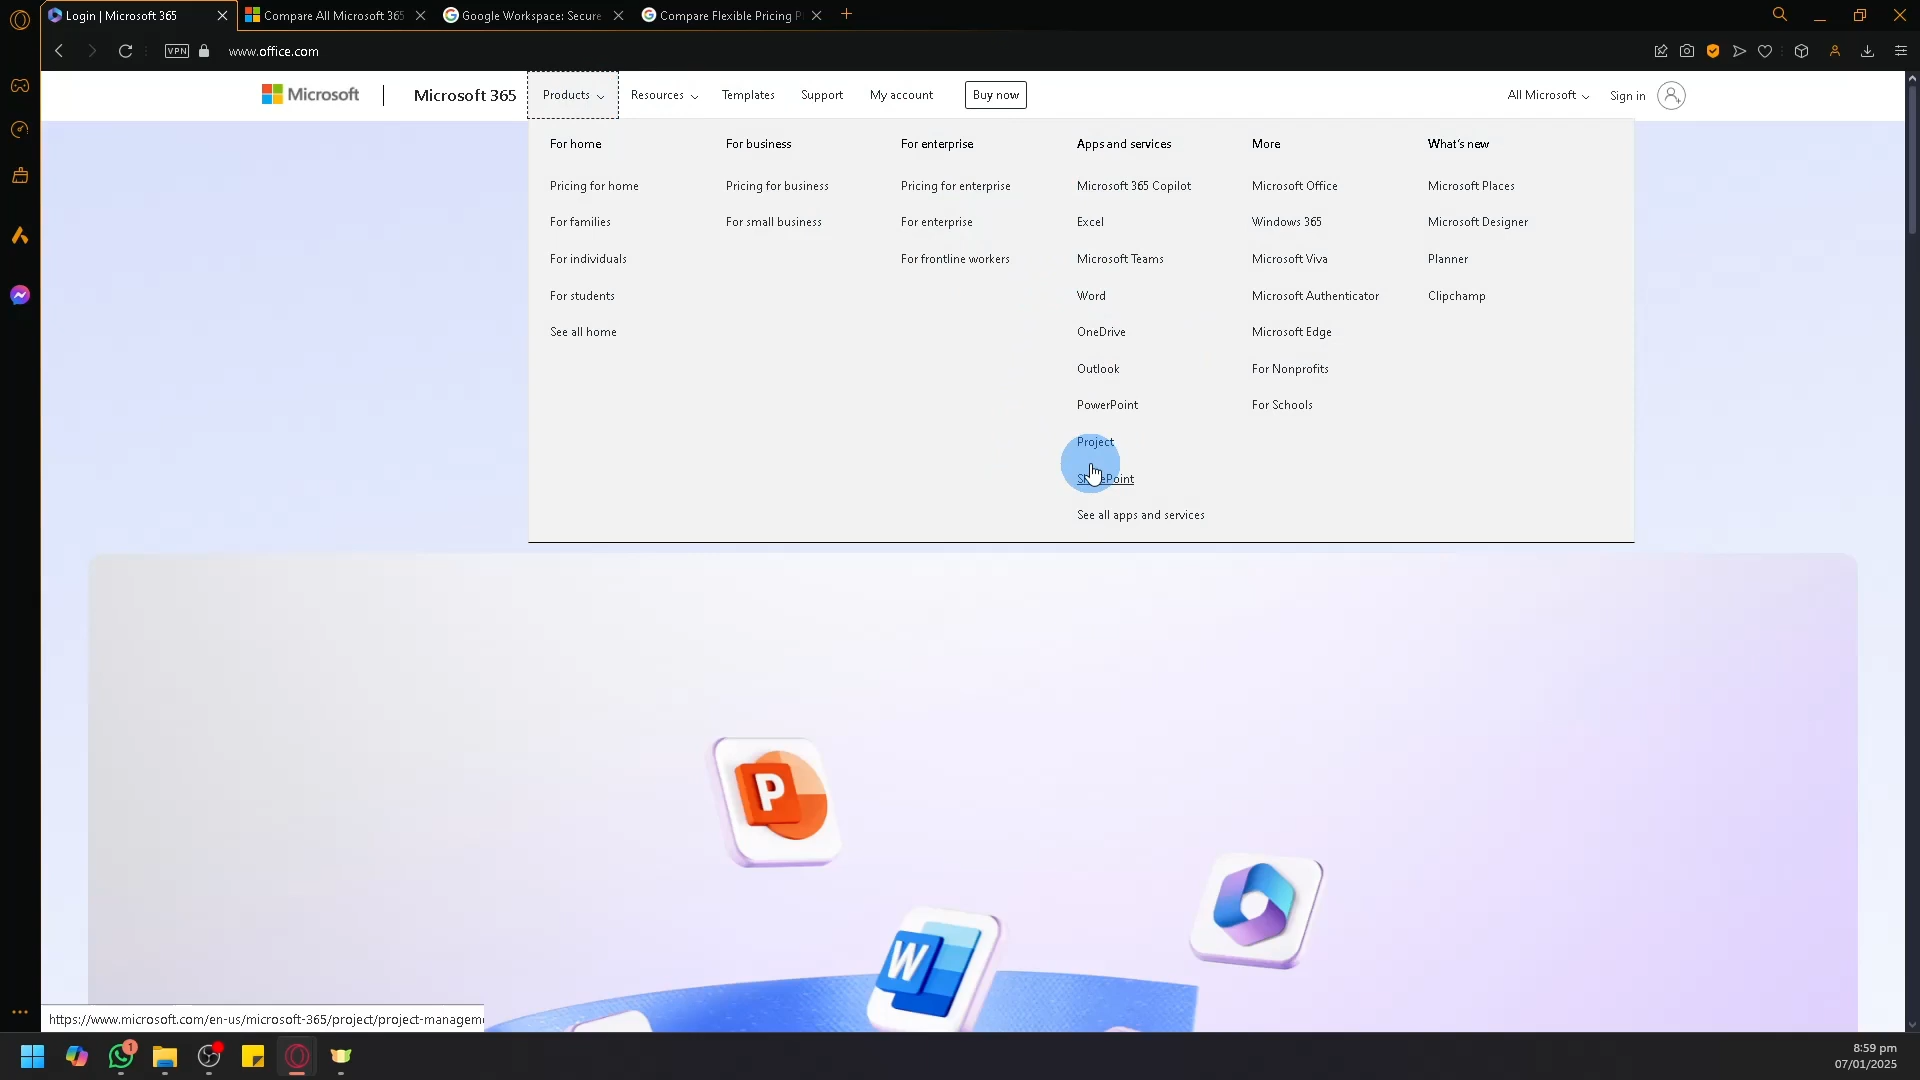 Login | Microsoft 365
Compare All Microsoft 365
Google Workspace: Secure
Compare Flexible Pricing P
VPN
www.office.com
Microsoft
Microsoft 365
Products
Resources
Templates
Support
My account
Buy now
All Microsoft
Sign in
For home
Pricing for home
For families
For individuals
For students
See all home
For business
Pricing for business
For small business
For enterprise
Pricing for enterprise
For enterprise
For frontline workers
Apps and services
Microsoft 365 Copilot
Excel
Microsoft Teams
Word
OneDrive
Outlook
PowerPoint
Project
SharePoint
See all apps and services
More
Microsoft Office
Windows 365
Microsoft Viva
Microsoft Authenticator
Microsoft Edge
For Nonprofits
For Schools
What's new
Microsoft Places
Microsoft Designer
Planner
Clipchamp
P
W
https://www.microsoft.com/en-us/microsoft-365/project/project-managem
1
8:59 pm
07/01/2025